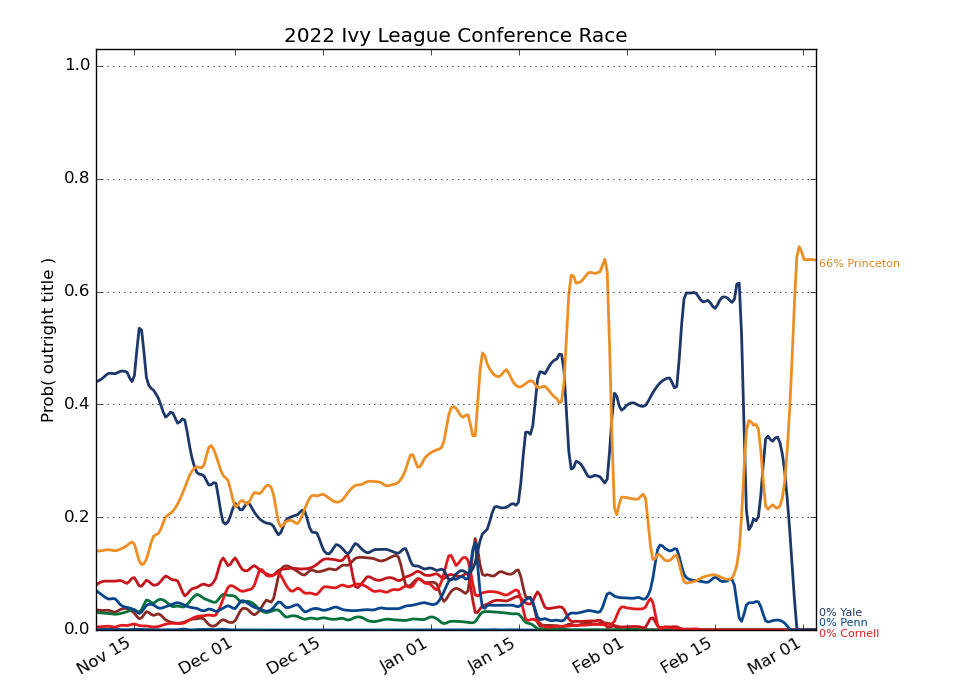 2022 Ivy League Conference Race
1.0
0.8
0.6
0.4
0.2
0.0
Prob( outright title )
66% Princeton
0% Yale
0% Penn
0% Cornell
Nov 15
Dec 01
Dec 15
Jan 01
Jan 15
Feb 01
Feb 15
Mar 01